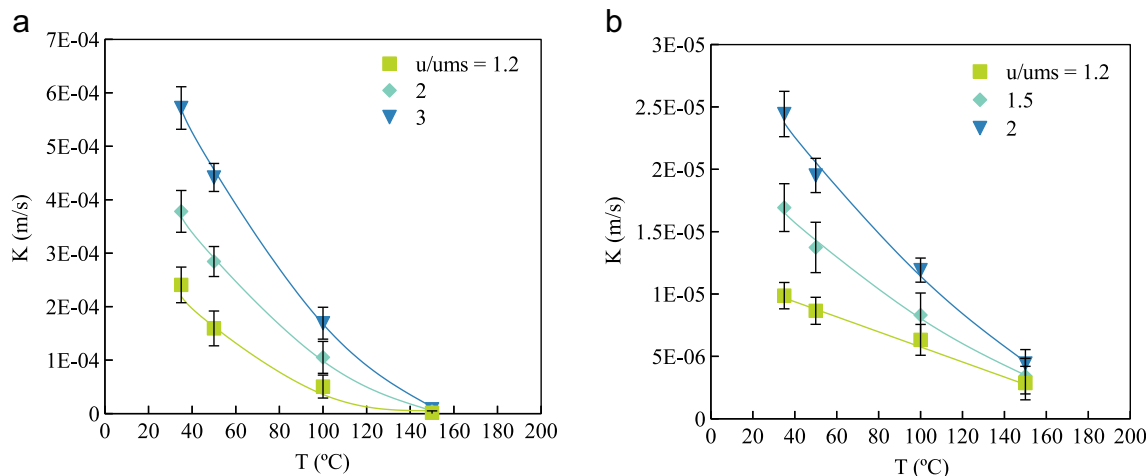 a
7E-04
6E-04
5E-04
4E-04
3E-04
2E-04
1E-04
0
K (m/s)
u/ums = 1.2
2
3
0 20 40 60 80 100 120 140 160 180 200
T (ºC)
b
3E-05
2.5E-05
2E-05
1.5E-05
1E-05
5E-06
0
K (m/s)
u/ums = 1.2
1.5
2
0 20 40 60 80 100 120 140 160 180 200
T (ºC)